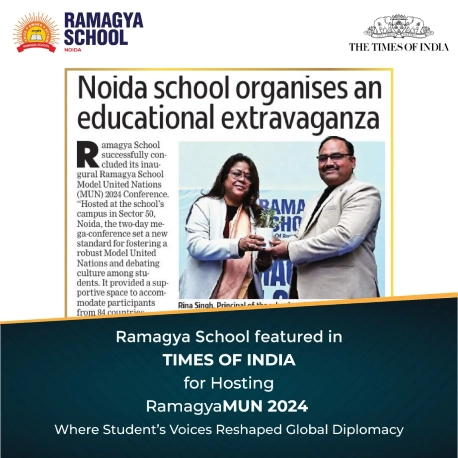 RAMAGYA
SCHOOL
NOIDA
THE TIMES OF INDIA
Noida school organises an
educational extravaganza
Ramagya School
successfully con-
cluded its inau-
gural Ramagya School
Model United Nations
(MUN) 2024 Conference.
“Hosted at the school's
campus in Sector 50,
Noida, the two-day me-
ga-conference set a new
standard for fostering a
robust Model United
Nations and debating
culture among stu-
dents. It provided a sup-
portive space to accom-
modate participants
from 84 countries
RAMA
SCHO
Rina Singh, Principal of the school
Ramagya School featured in
TIMES OF INDIA
for Hosting
RamagyaMUN 2024
Where Student's Voices Reshaped Global Diplomacy